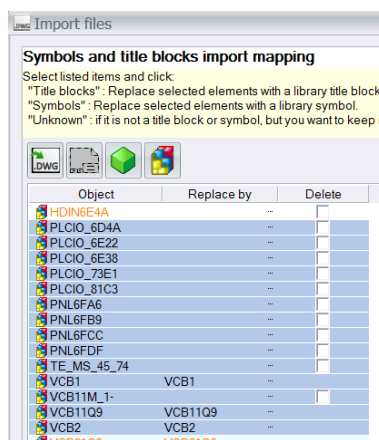 Import files
Symbols and title blocks import mapping
Select listed items and click:
"Title blocks" : Replace selected elements with a library title block
"Symbols" : Replace selected elements with a library symbol.
"Unknown" : if it is not a title block or symbol, but you want to keep
.DWG
Object Replace by Delete
HDIN6E4A ...
PLCIO_6D4A ...
PLCIO_6E22 ...
PLCIO_6E38 ...
PLCIO_73E1 ...
PLCIO_81C3 ...
PNL6FA6 ...
PNL6FB9 ...
PNL6FCC ...
PNL6FDF ...
TE_MS_45_74 ...
VCB1 VCB1 ...
VCB11M_1- ...
VCB11Q9 VCB11Q9 ...
VCB2 VCB2 ...